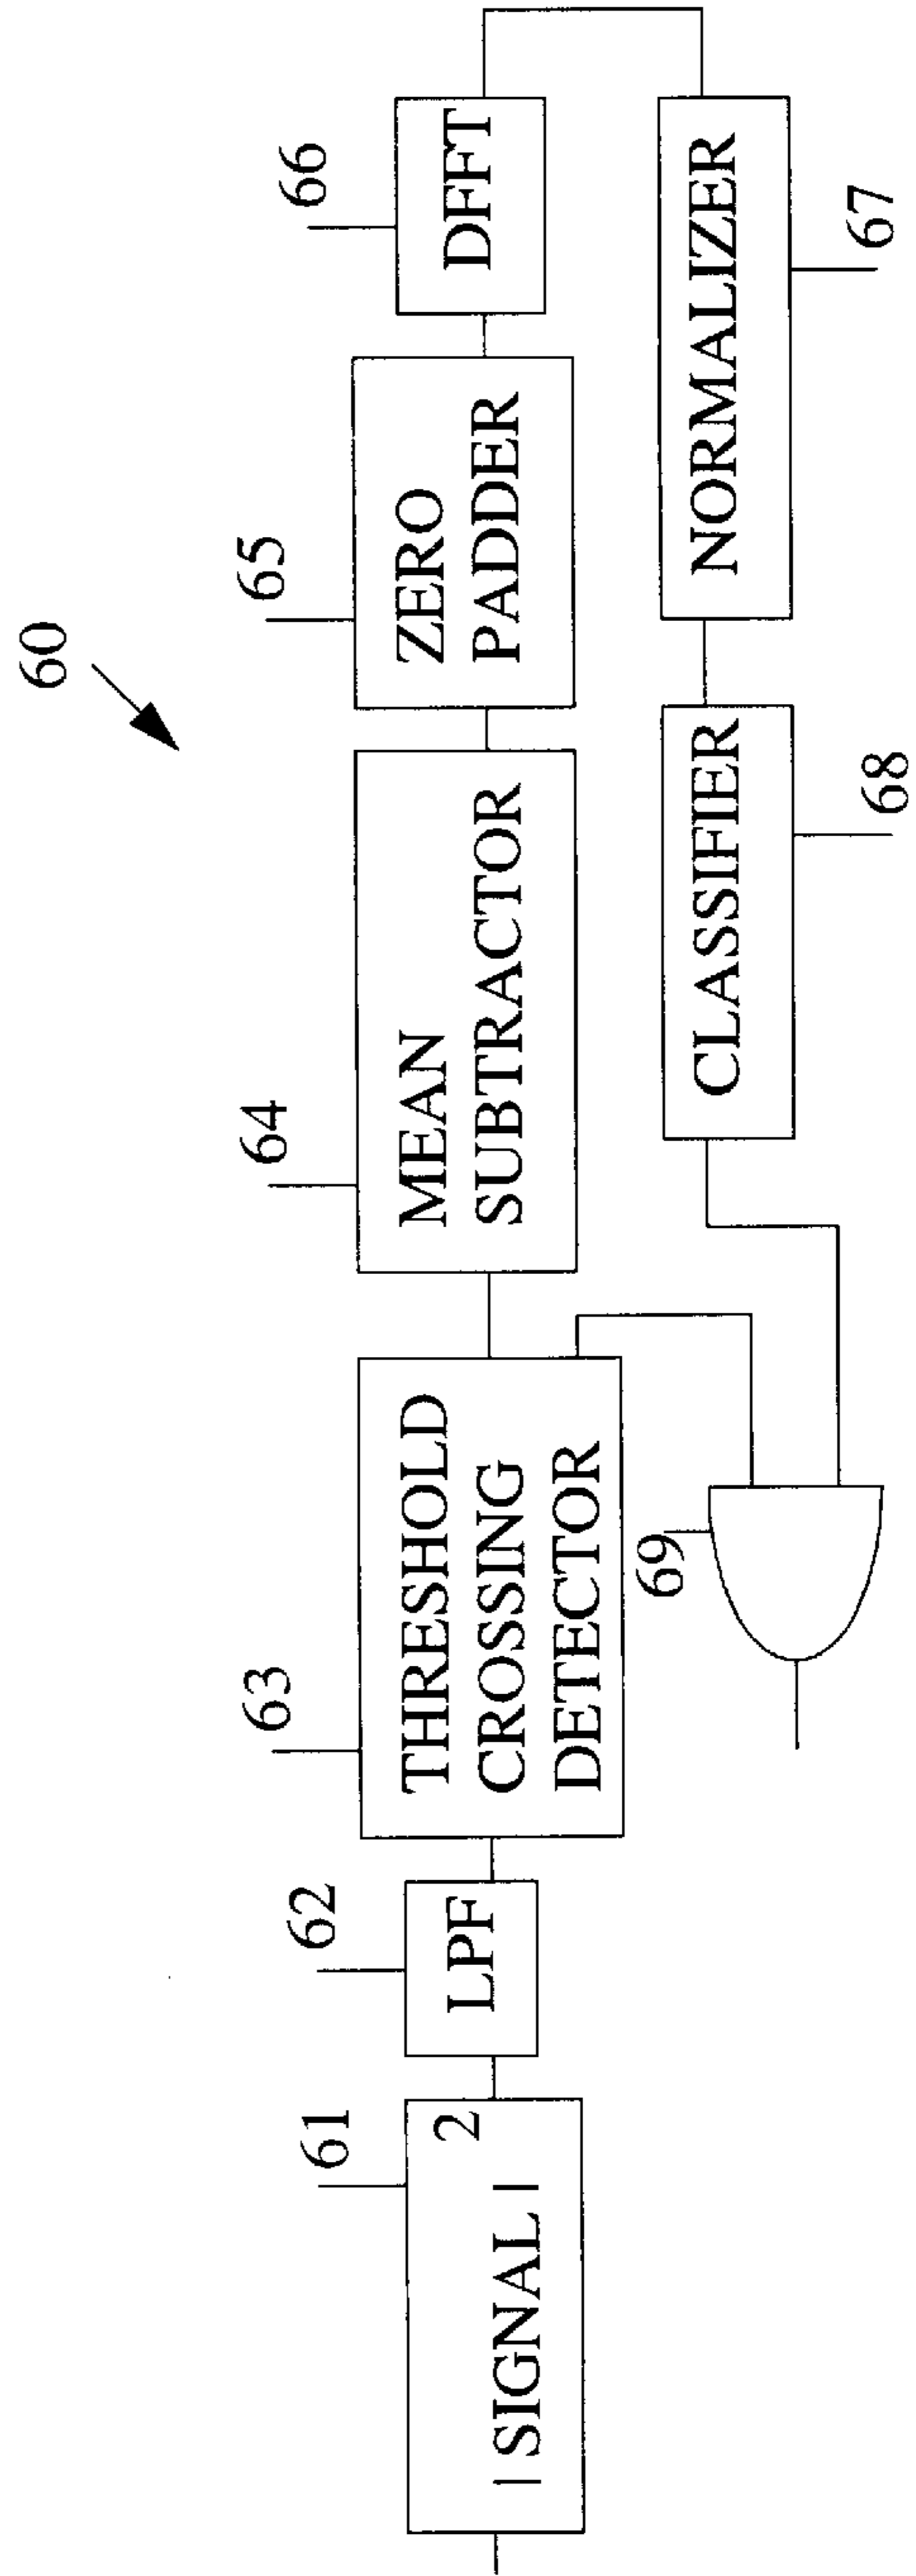 60
61
62
63
64
65
66
| SIGNAL | 2
LPF
THRESHOLD
CROSSING
DETECTOR
MEAN
SUBTRACTOR
ZERO
PADDER
DFFT
69
CLASSIFIER
NORMALIZER
68
67